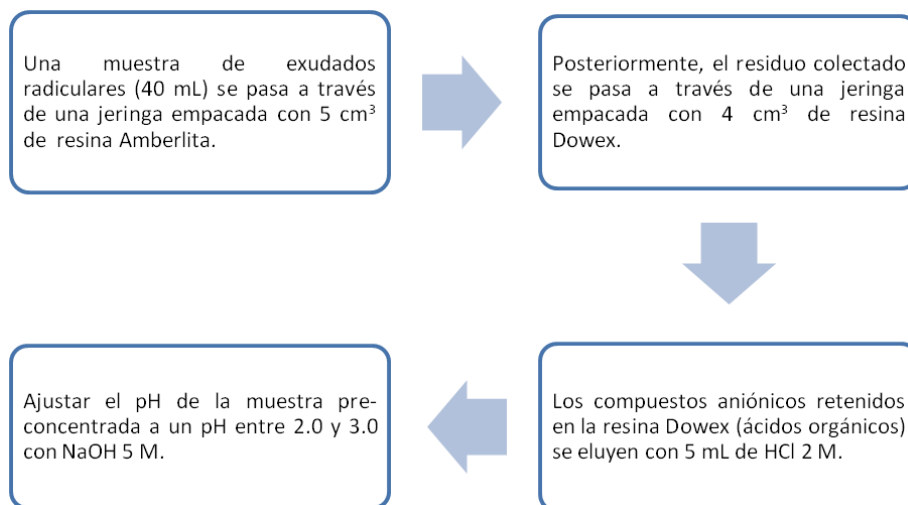 Una muestra de exudados
radiculares (40 mL) se pasa a través
de una jeringa empacada con 5 cm³
de resina Amberlita.
Posteriormente, el residuo colectado
se pasa a través de una jeringa
empacada con 4 cm³ de resina
Dowex.
Los compuestos aniónicos retenidos
en la resina Dowex (ácidos orgánicos)
se eluyen con 5 mL de HCl 2 M.
Ajustar el pH de la muestra pre-
concentrada a un pH entre 2.0 y 3.0
con NaOH 5 M.